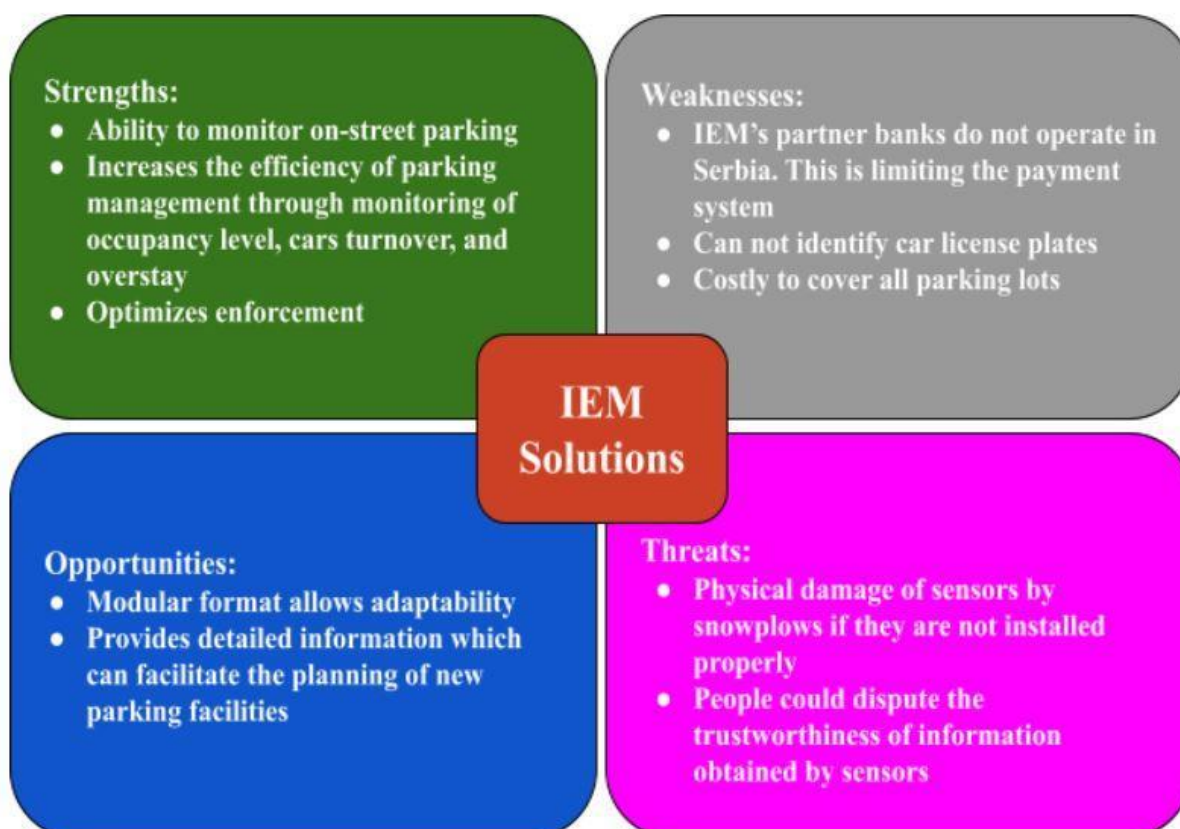 Strengths:
● Ability to monitor on-street parking
● Increases the efficiency of parking
management through monitoring of
occupancy level, cars turnover, and
overstay
● Optimizes enforcement
Weaknesses:
● IEM’s partner banks do not operate in
Serbia. This is limiting the payment
system
● Can not identify car license plates
● Costly to cover all parking lots
IEM
Solutions
Opportunities:
● Modular format allows adaptability
● Provides detailed information which
can facilitate the planning of new
parking facilities
Threats:
● Physical damage of sensors by
snowplows if they are not installed
properly
● People could dispute the
trustworthiness of information
obtained by sensors